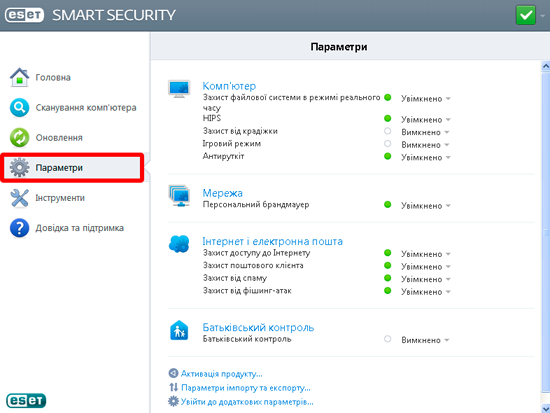 eset SMART SECURITY
Параметри
Головна
Сканування комп'ютера
Оновлення
Параметри
Інструменти
Довідка та підтримка
Комп'ютер
Захист файлової системи в режимі реального часу Увімкнено
HIPS Увімкнено
Захист від крадіжки Вимкнено
Ігровий режим Вимкнено
Антируткіт Увімкнено
Мережа
Персональный брандмауер Увімкнено
Інтернет і електронна пошта
Захист доступу до Інтернету Увімкнено
Захист поштового клієнта Увімкнено
Захист від спаму Увімкнено
Захист від фішинг-атак Увімкнено
Батьківський контроль
Батьківський контроль Вимкнено
Активація продукту...
Параметри імпорту та експорту...
Увійти до додаткових параметрів...
eset